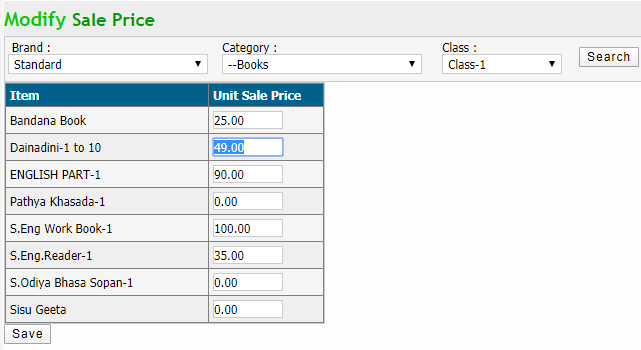 Modify Sale Price
Brand : Category : Class :
Standard --Books Class-1 Search
Item Unit Sale Price
Bandana Book 25.00
Dainadini-1 to 10 49.00
ENGLISH PART-1 90.00
Pathya Khasada-1 0.00
S.Eng Work Book-1 100.00
S.Eng.Reader-1 35.00
S.Odiya Bhasa Sopan-1 0.00
Sisu Geeta 0.00
Save